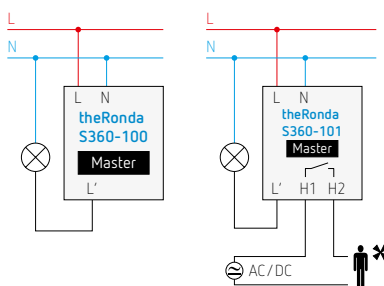 L
N
L N
theRonda
S360-100
Master
L′
L
N
L N
theRonda
S360-101
Master
L′ H1 H2
AC/DC